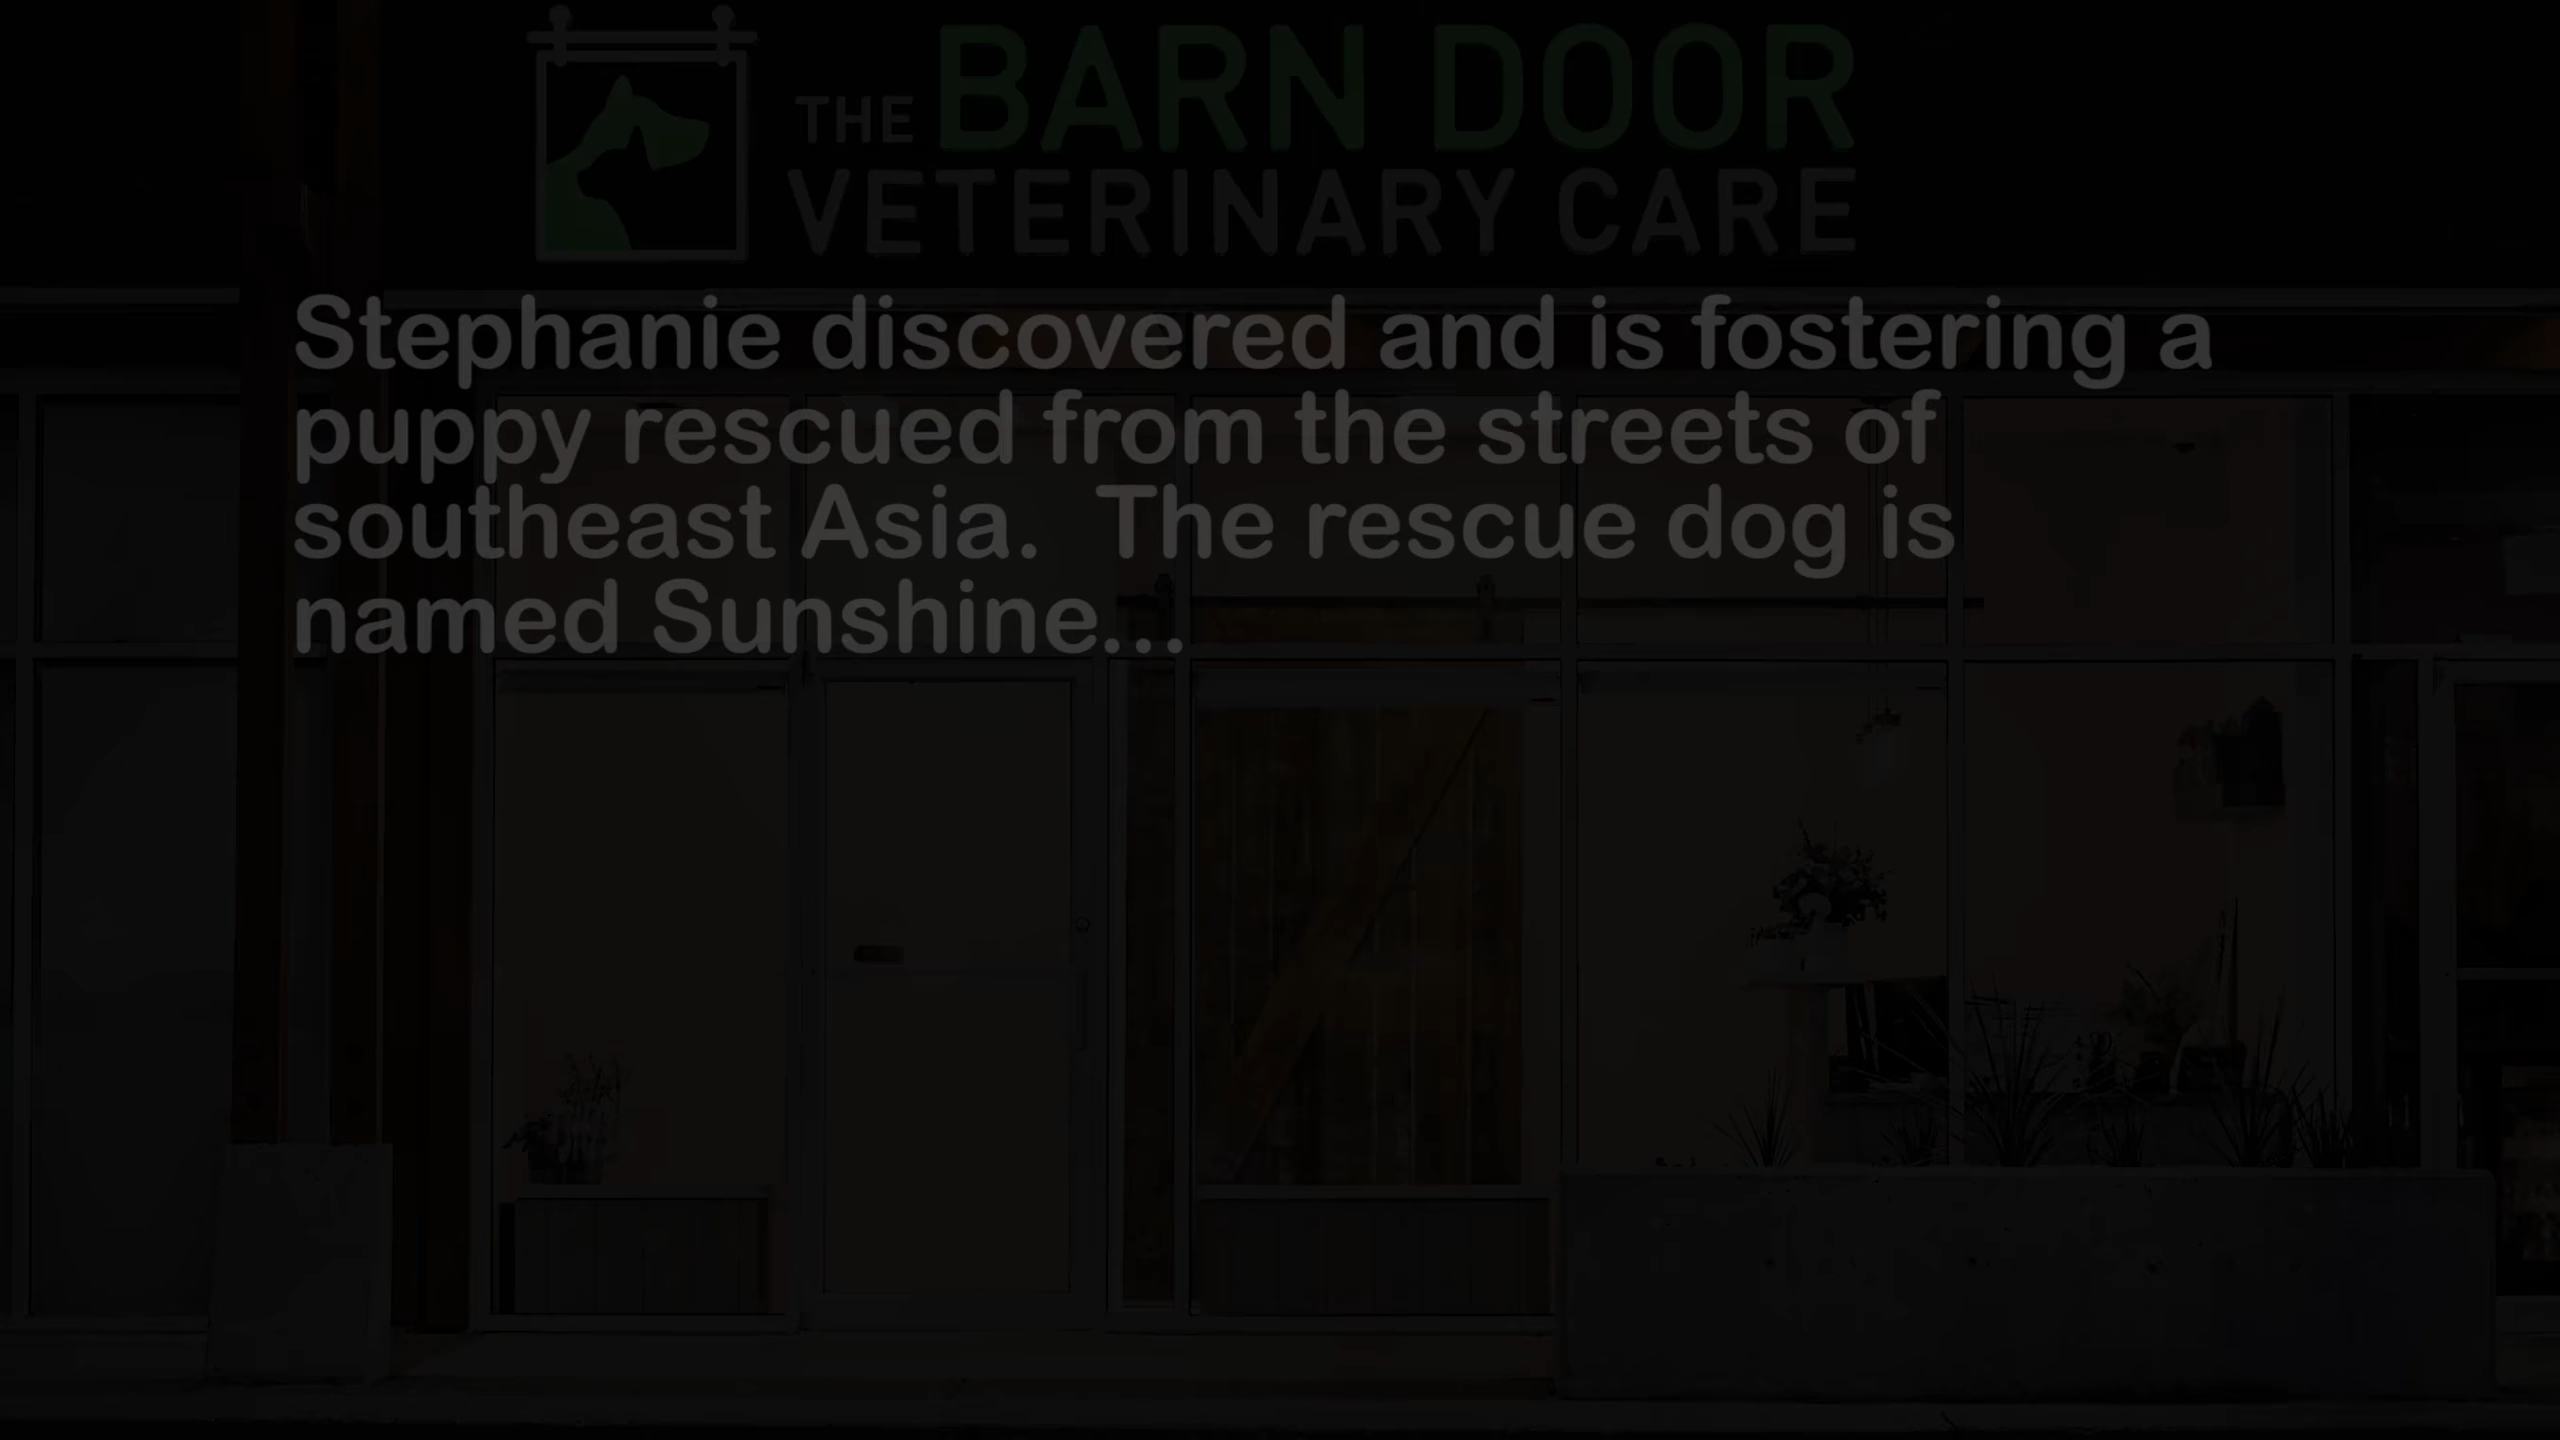 THE BARN DOOR
VETERINARY CARE
Stephanie discovered and is fostering a
puppy rescued from the streets of
southeast Asia.  The rescue dog is
named Sunshine...